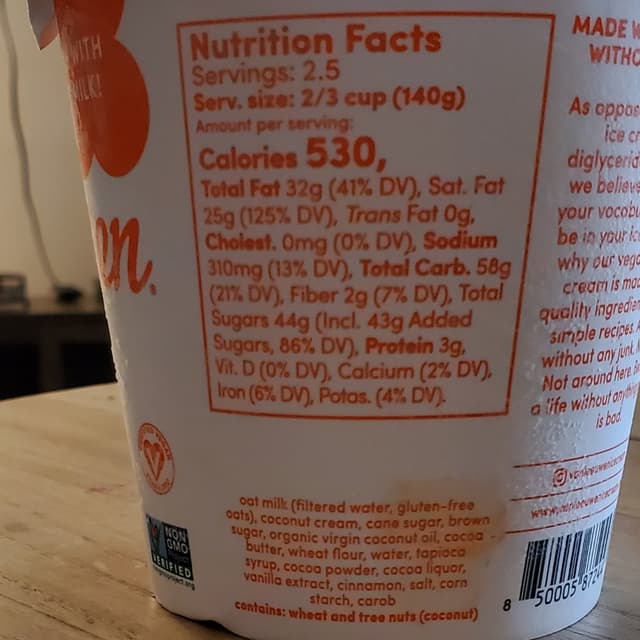 WITH
MILK!
en.
Nutrition Facts
Servings: 2.5
Serv. size: 2/3 cup (140g)
Amount per serving:
Calories 530,
Total Fat 32g (41% DV), Sat. Fat
25g (125% DV), Trans Fat 0g,
Cholest. 0mg (0% DV), Sodium
310mg (13% DV), Total Carb. 58g
(21% DV), Fiber 2g (7% DV), Total
Sugars 44g (Incl. 43g Added
Sugars, 86% DV), Protein 3g,
Vit. D (0% DV), Calcium (2% DV),
Iron (6% DV), Potas. (4% DV).
oat milk (filtered water, gluten-free
oats), coconut cream, cane sugar, brown
sugar, organic virgin coconut oil, cocoa
butter, wheat flour, water, tapioca
syrup, cocoa powder, cocoa liquor,
vanilla extract, cinnamon, salt, corn
starch, carob
contains: wheat and tree nuts (coconut)
NON
GMO
VERIFIED
MADE W
WITHO
As oppos
ice cr
diglycerid
we believe
your vocabu
be in your ice
why our vega
cream is mad
quality ingredie
simple recipes,
without any junk.
Not around here.
a life without anyth
is bad.
8 50005 872